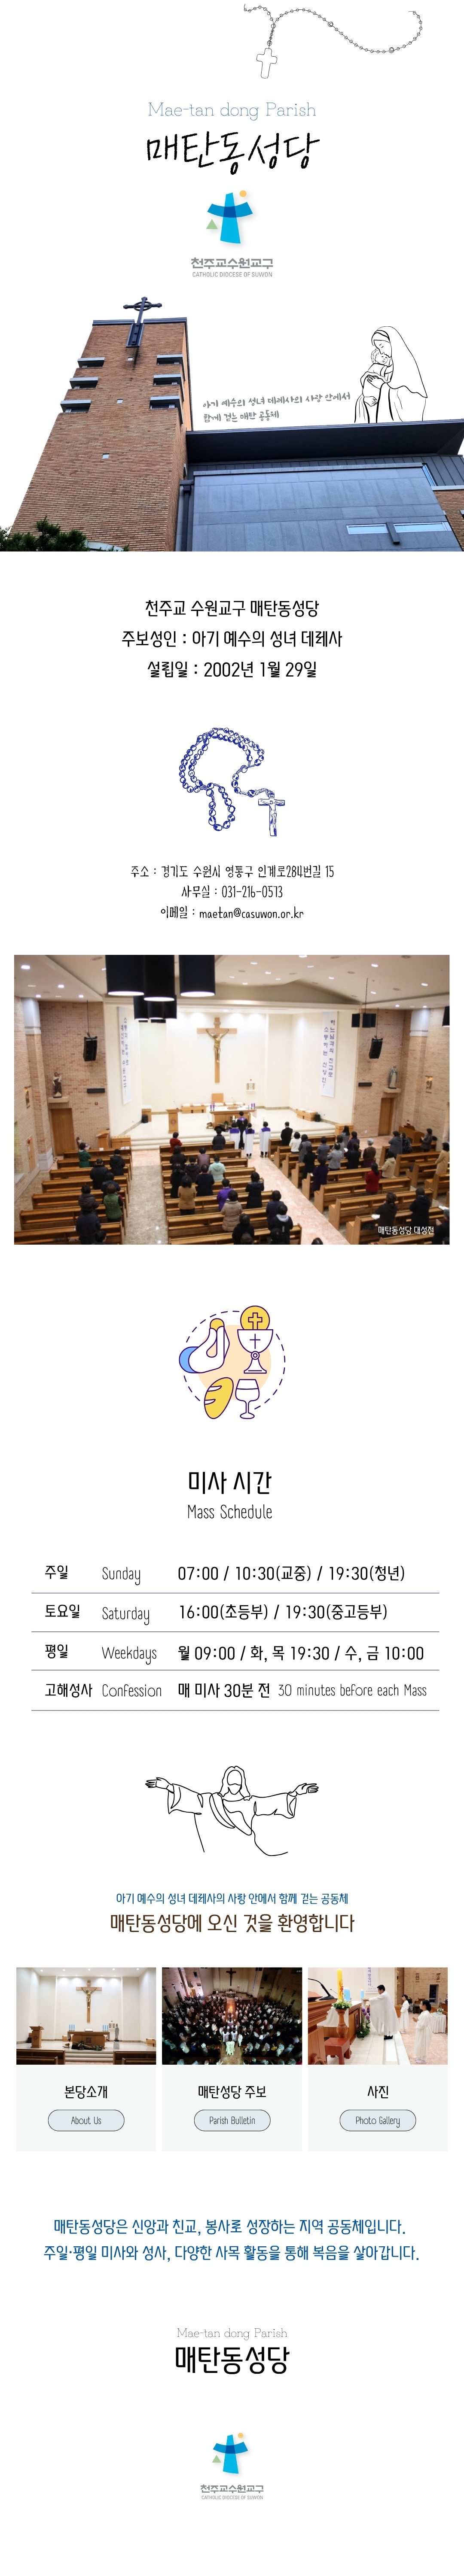 Mae-tan dong Parish
매탄동성당
천주교수원교구
CATHOLIC DIOCESE OF SUWON
아기 예수의 성녀 데레사의 사랑 안에서
함께 걷는 매탄 공동체
천주교 수원교구 매탄동성당
주보성인 : 아기 예수의 성녀 데레사
설립일 : 2002년 1월 29일
주소 : 경기도 수원시 영통구 인계로284번길 15
사무실 : 031-216-0513
이메일 : maetan@casuwon.or.kr
매탄동성당 대성전
미사 시간
Mass Schedule
주일 Sunday 07:00 / 10:30(교중) / 19:30(청년)
토요일 Saturday 16:00(초등부) / 19:30(중고등부)
평일 Weekdays 월 09:00 / 화, 목 19:30 / 수, 금 10:00
고해성사 Confession 매 미사 30분 전 30 minutes before each Mass
아기 예수의 성녀 데레사의 사랑 안에서 함께 걷는 공동체
매탄동성당에 오신 것을 환영합니다
본당소개 매탄성당 주보 사진
About Us Parish Bulletin Photo Gallery
매탄동성당은 신앙과 친교, 봉사로 성장하는 지역 공동체입니다.
주일·평일 미사와 성사, 다양한 사목 활동을 통해 복음을 살아갑니다.
Mae-tan dong Parish
매탄동성당
천주교수원교구
CATHOLIC DIOCESE OF SUWON